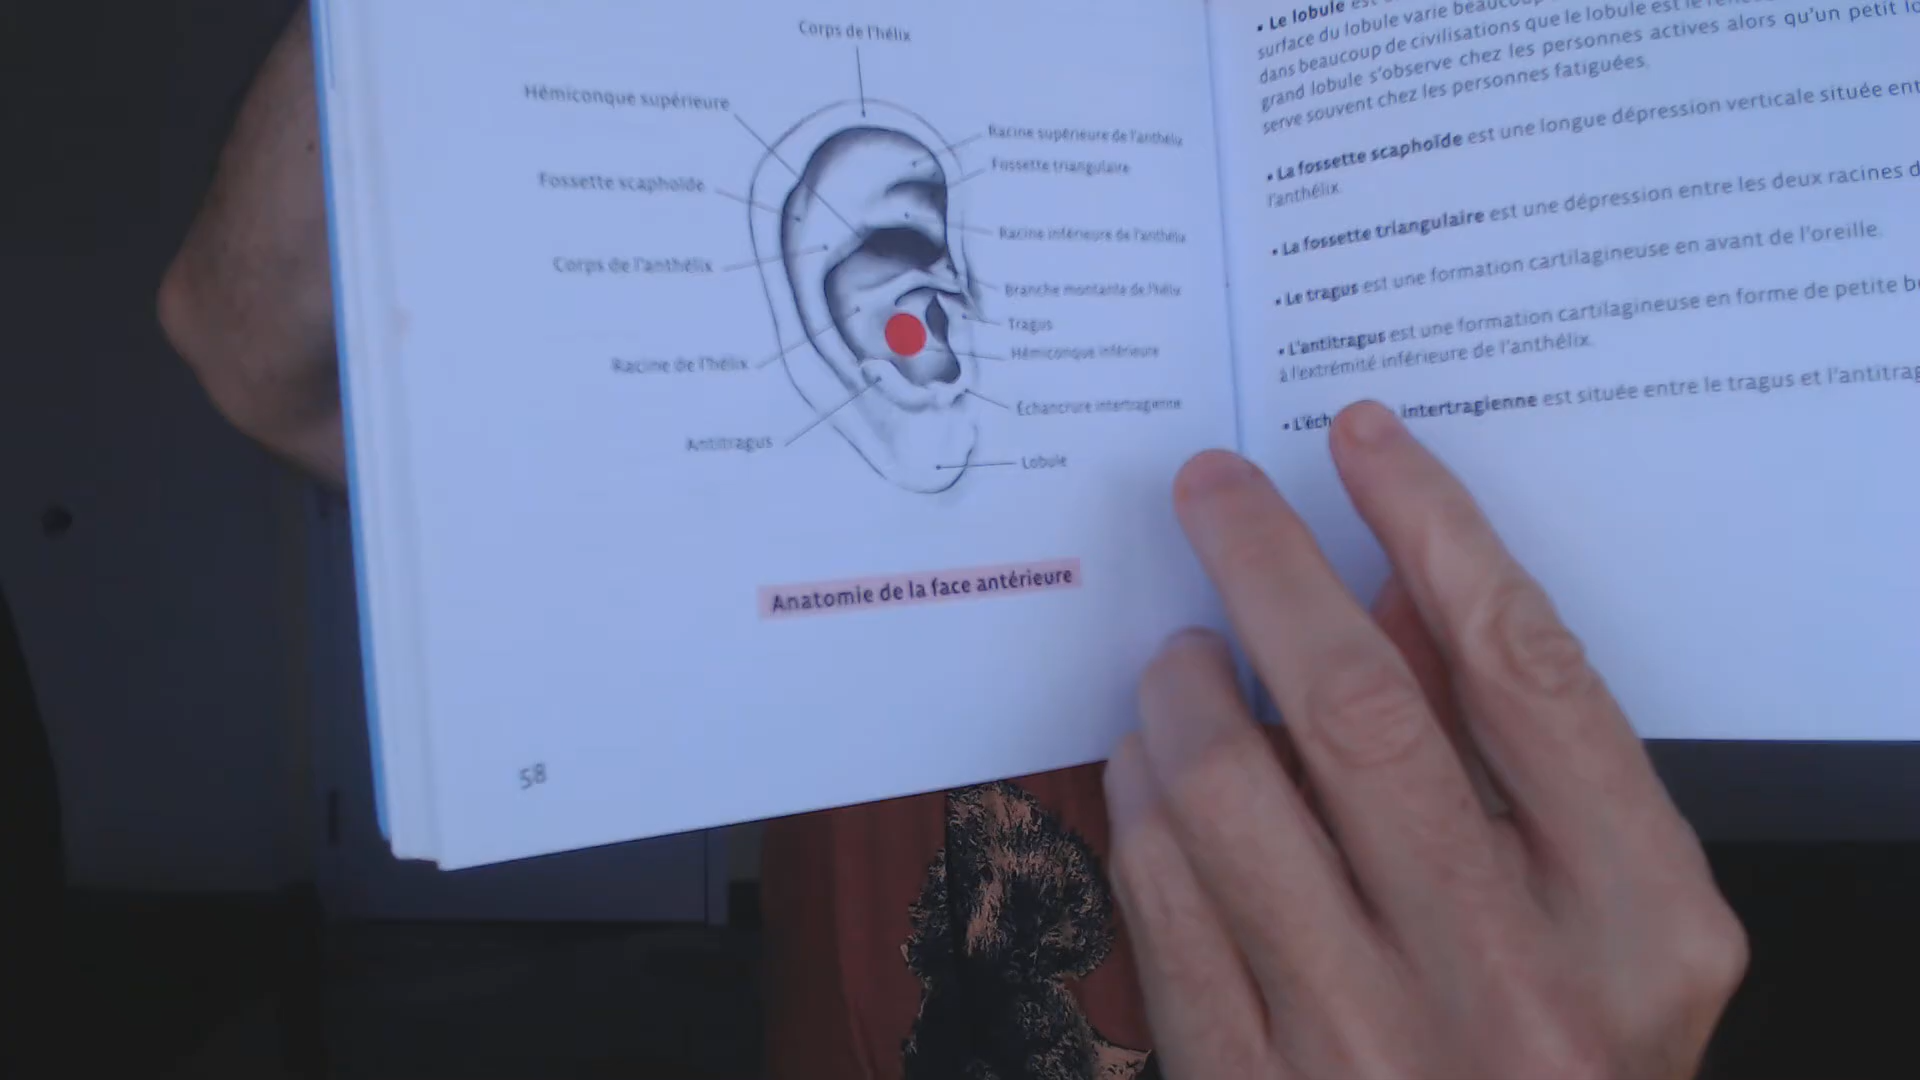 Corps de l'hélix
Hémiconque supérieure
Racine supérieure de l'anthélix
Fossette triangulaire
Fossette scaphoïde
Racine inférieure de l'anthélix
Corps de l'anthélix
Branche montante de l'hélix
Tragus
Hémiconque inférieure
Racine de l'hélix
Échancrure intertragienne
Antitragus
Lobule
Anatomie de la face antérieure
58
• Le lobule
surface du lobule varie
dans beaucoup de civilisations que le lobule est le
grand lobule s'observe chez les personnes actives alors qu'un petit
serve souvent chez les personnes fatiguées.
• La fossette scaphoïde est une longue dépression verticale située
l'anthélix.
• La fossette triangulaire est une dépression entre les deux racines
• Le tragus est une formation cartilagineuse en avant de l'oreille.
• L'antitragus est une formation cartilagineuse en forme de petite
à l'extrémité inférieure de l'anthélix.
• L'éch intertragienne est située entre le tragus et l'antitrag